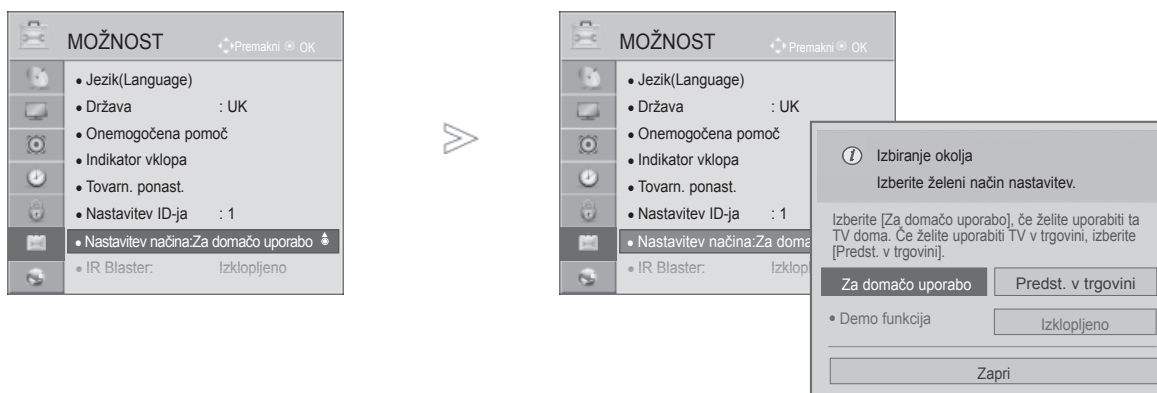 MOŽNOST Premakni OK
• Jezik(Language)
• Država : UK
• Onemogočena pomoč
• Indikator vklopa
• Tovarn. ponast.
• Nastavitev ID-ja : 1
• Nastavitev načina:Za domačo uporabo
• IR Blaster: Izklopljeno
MOŽNOST Premakni OK
• Jezik(Language)
• Država : UK
• Onemogočena pomoč
• Indikator vklopa
• Tovarn. ponast.
• Nastavitev ID-ja : 1
• Nastavitev načina:Za doma
• IR Blaster: Izklopl
i Izbiranje okolja
Izberite želeni način nastavitev.
Izberite [Za domačo uporabo], če želite uporabiti ta
TV doma. Če želite uporabiti TV v trgovini, izberite
[Predst. v trgovini].
Za domačo uporabo Predst. v trgovini
• Demo funkcija Izklopljeno
Zapri